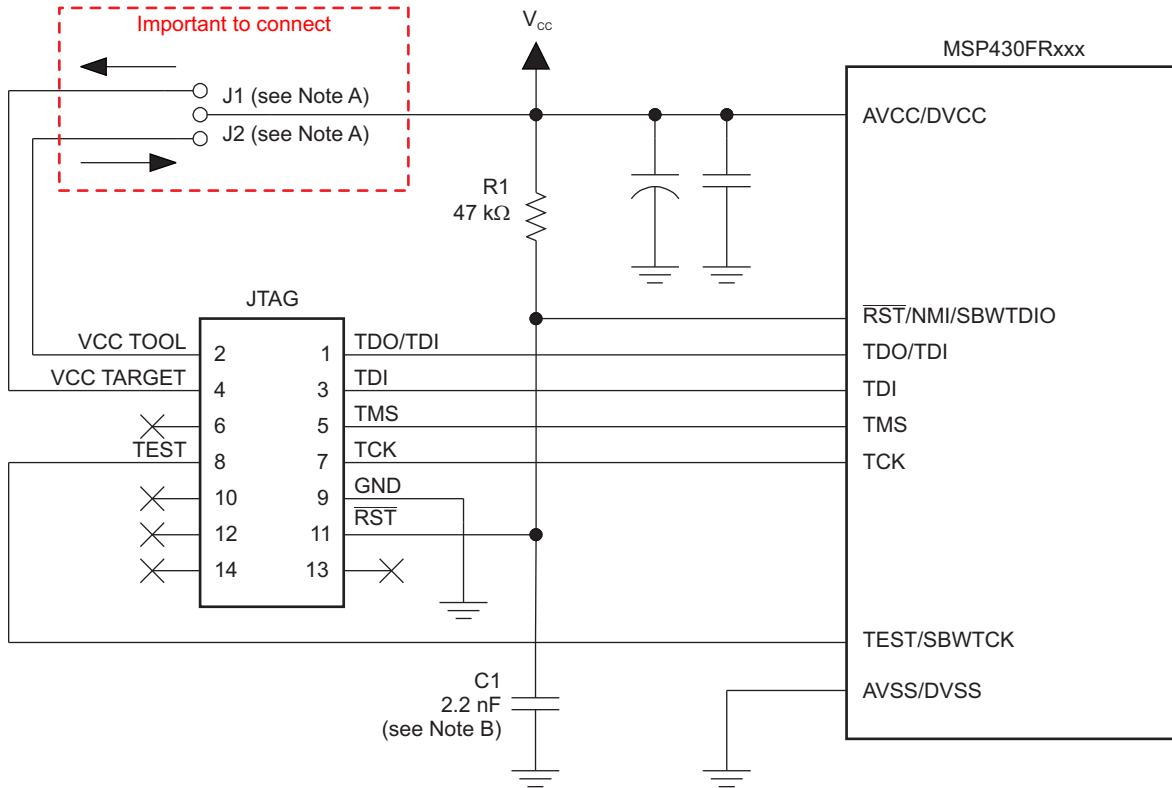 Important to connect
VCC
MSP430FRxxx
J1 (see Note A)
J2 (see Note A)
AVCC/DVCC
R1
47 kΩ
JTAG
RST/NMI/SBWTDIO
VCC TOOL
2
1
TDO/TDI
TDO/TDI
VCC TARGET
4
3
TDI
TDI
6
5
TMS
TMS
TEST
8
7
TCK
TCK
10
9
GND
12
11
RST
14
13
TEST/SBWTCK
C1
2.2 nF
(see Note B)
AVSS/DVSS